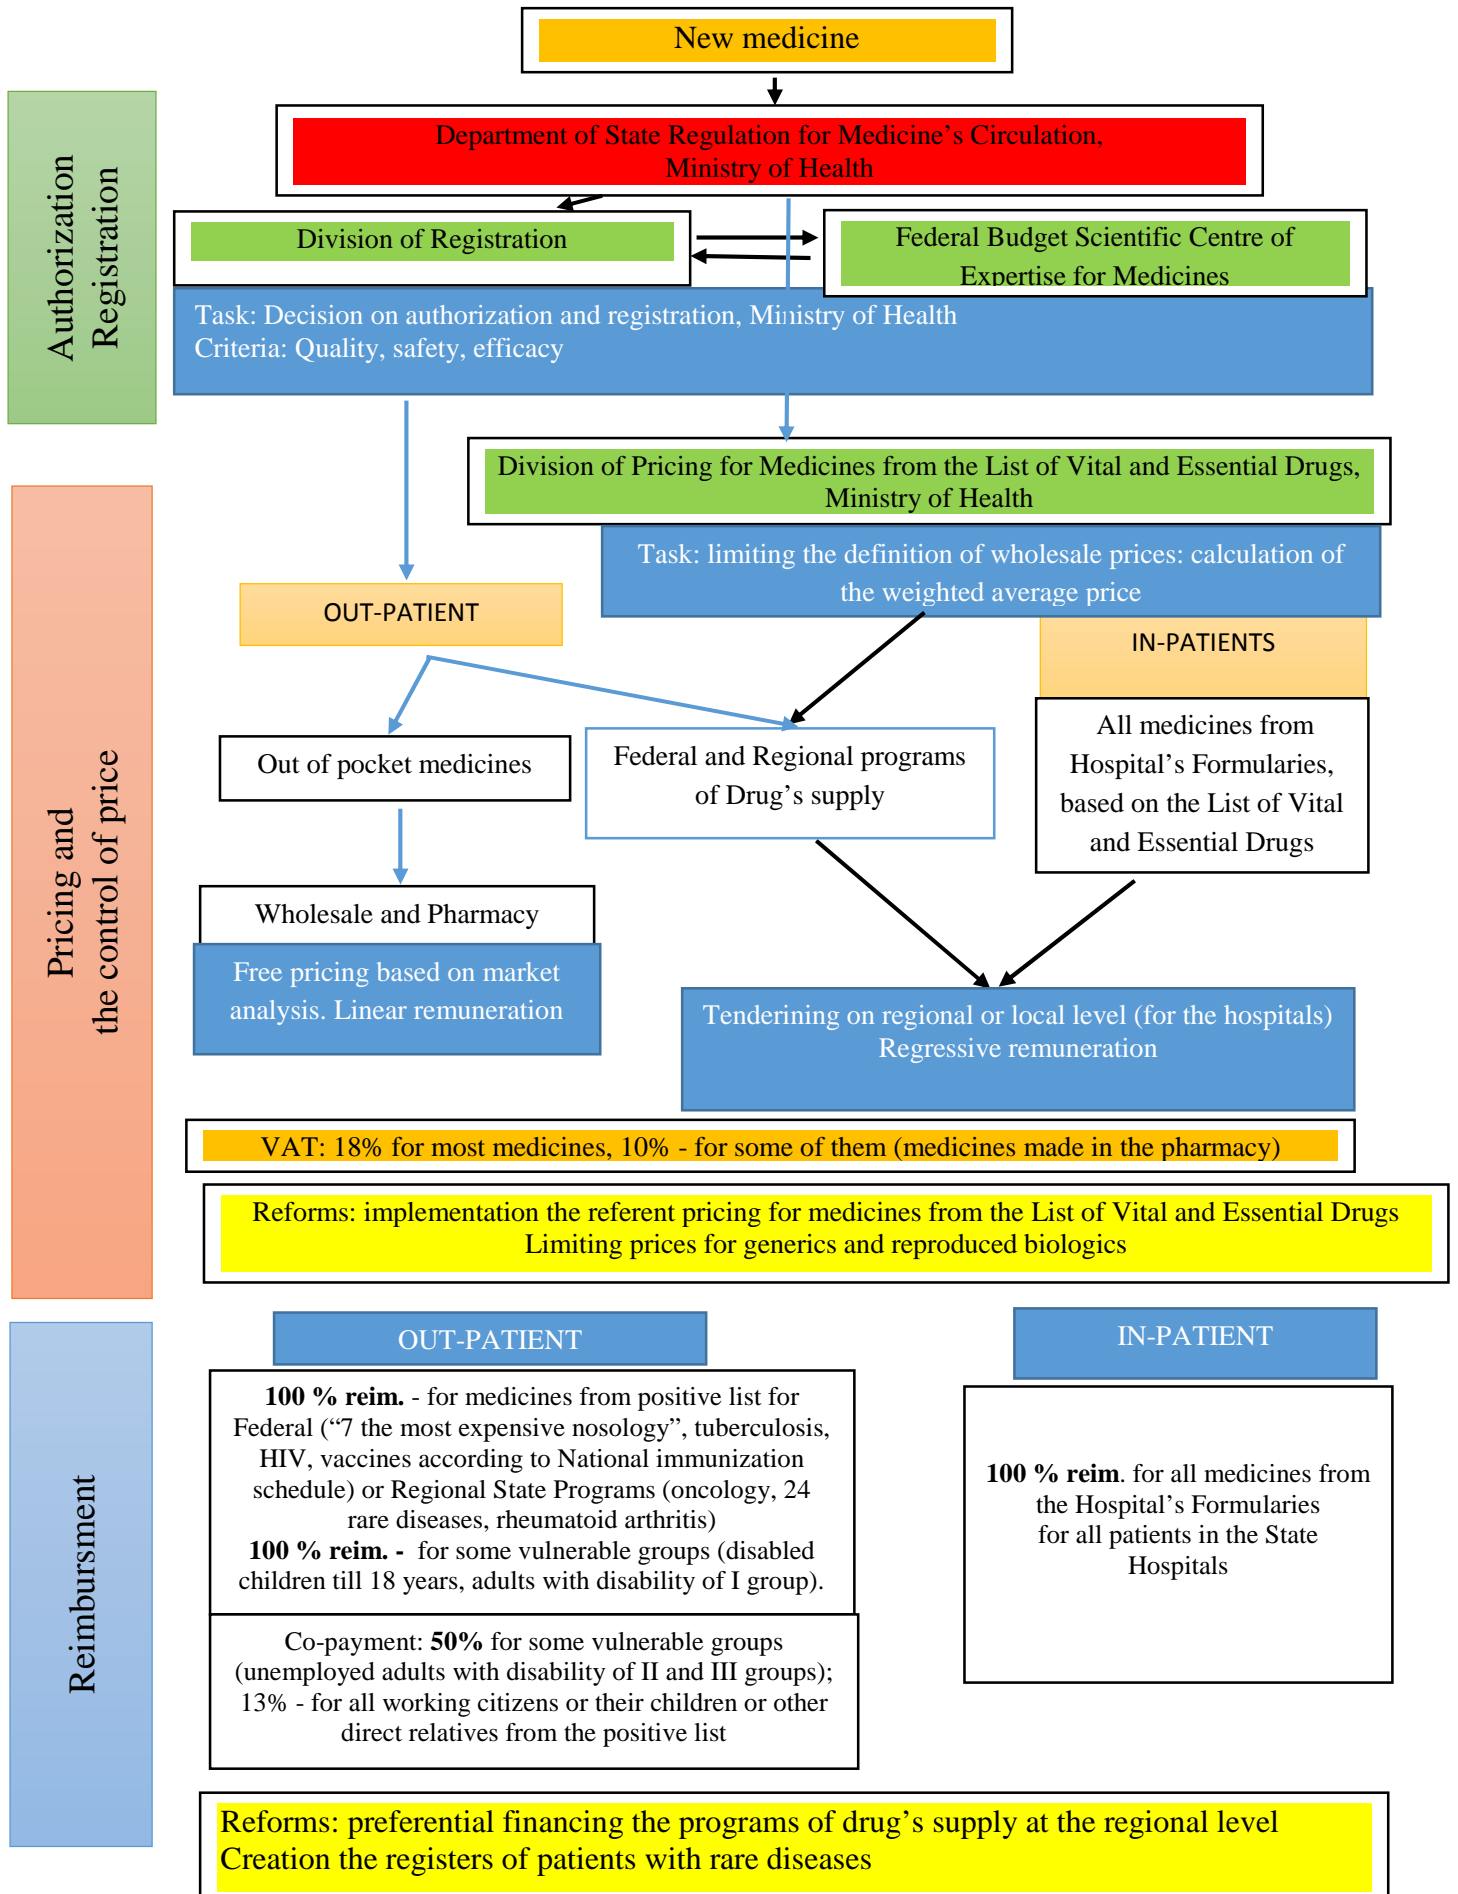 New medicine
Authorization
Registration
Department of State Regulation for Medicine’s Circulation,
Ministry of Health
Division of Registration
Federal Budget Scientific Centre of
Expertise for Medicines
Task: Decision on authorization and registration, Ministry of Health
Criteria: Quality, safety, efficacy
Pricing and
the control of price
Division of Pricing for Medicines from the List of Vital and Essential Drugs,
Ministry of Health
Task: limiting the definition of wholesale prices: calculation of
the weighted average price
OUT-PATIENT
IN-PATIENTS
Out of pocket medicines
Federal and Regional programs
of Drug’s supply
All medicines from
Hospital’s Formularies,
based on the List of Vital
and Essential Drugs
Wholesale and Pharmacy
Free pricing based on market
analysis. Linear remuneration
Tenderining on regional or local level (for the hospitals)
Regressive remuneration
VAT: 18% for most medicines, 10% - for some of them (medicines made in the pharmacy)
Reforms: implementation the referent pricing for medicines from the List of Vital and Essential Drugs
Limiting prices for generics and reproduced biologics
Reimbursment
OUT-PATIENT
IN-PATIENT
100 % reim. - for medicines from positive list for
Federal (“7 the most expensive nosology”, tuberculosis,
HIV, vaccines according to National immunization
schedule) or Regional State Programs (oncology, 24
rare diseases, rheumatoid arthritis)
100 % reim. - for some vulnerable groups (disabled
children till 18 years, adults with disability of I group).
100 % reim. for all medicines from
the Hospital’s Formularies
for all patients in the State
Hospitals
Co-payment: 50% for some vulnerable groups
(unemployed adults with disability of II and III groups);
13% - for all working citizens or their children or other
direct relatives from the positive list
Reforms: preferential financing the programs of drug’s supply at the regional level
Creation the registers of patients with rare diseases